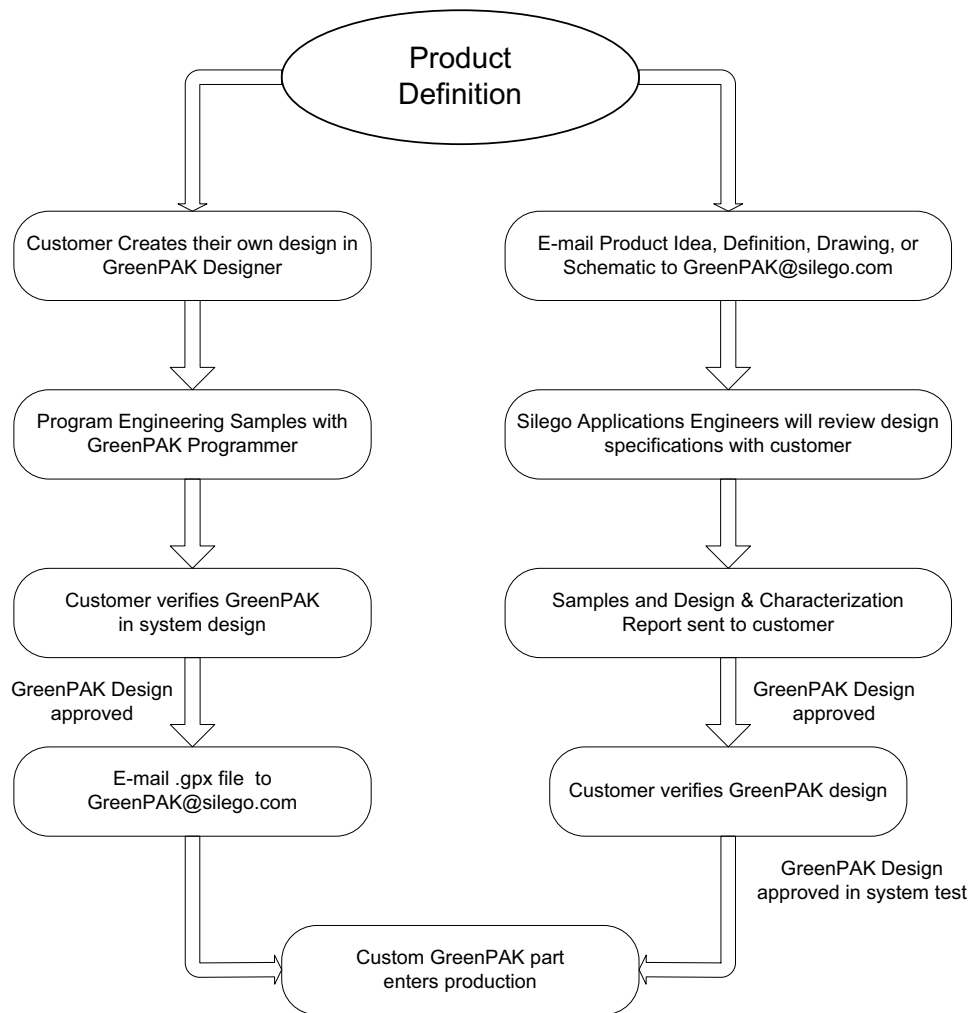 Product
Definition
Customer Creates their own design in
GreenPAK Designer
Program Engineering Samples with
GreenPAK Programmer
Customer verifies GreenPAK
in system design
GreenPAK Design
approved
E-mail .gpx file to
GreenPAK@silego.com
E-mail Product Idea, Definition, Drawing, or
Schematic to GreenPAK@silego.com
Silego Applications Engineers will review design
specifications with customer
Samples and Design & Characterization
Report sent to customer
GreenPAK Design
approved
Customer verifies GreenPAK design
GreenPAK Design
approved in system test
Custom GreenPAK part
enters production